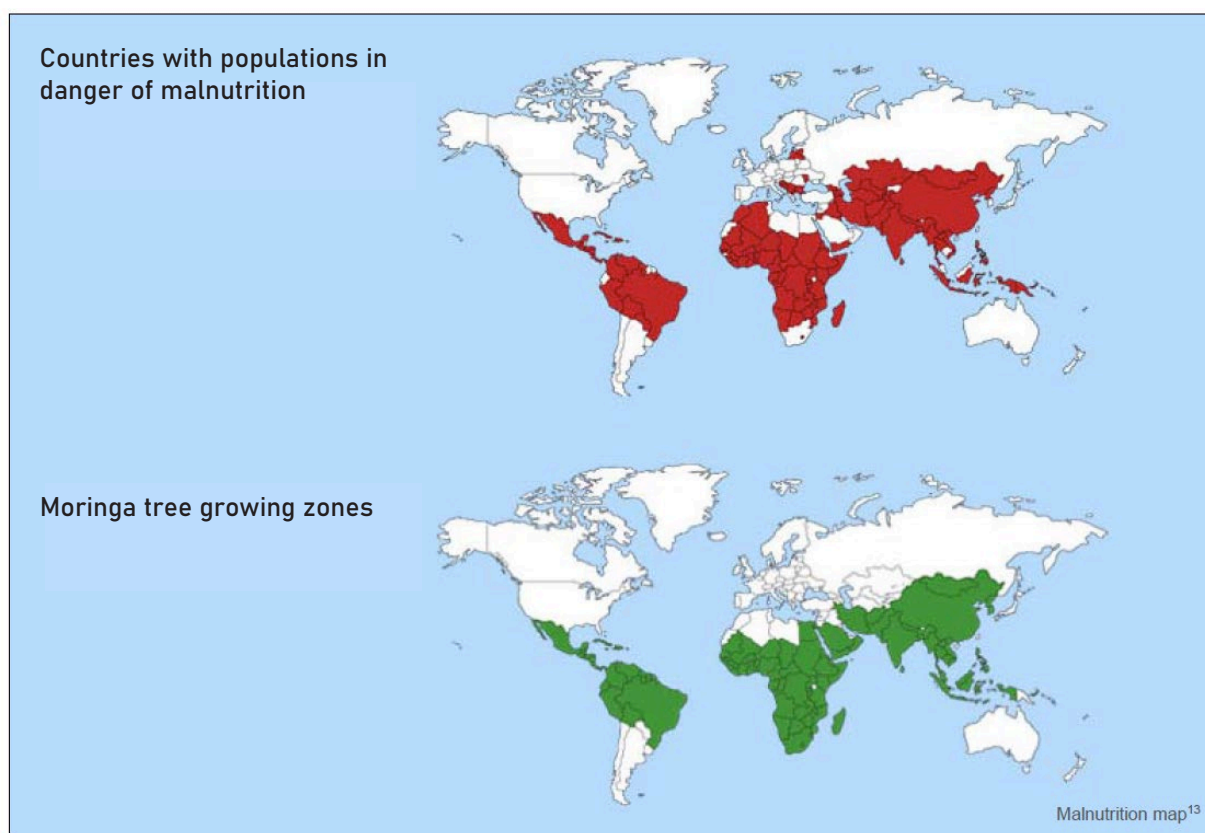 Countries with populations in
danger of malnutrition
Moringa tree growing zones
Malnutrition map¹³